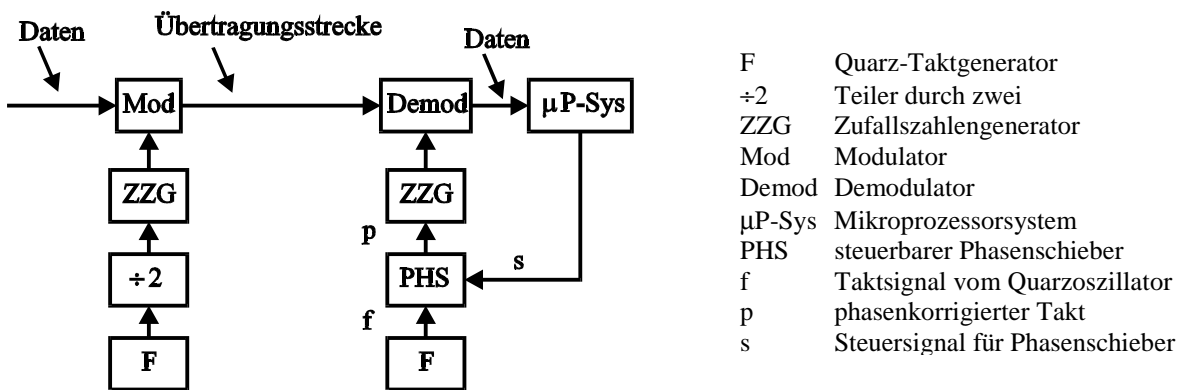 Daten
Übertragungsstrecke
Daten
Mod
Demod
µP-Sys
ZZG
ZZG
p
÷2
PHS
s
f
F
F
F Quarz-Taktgenerator
÷2 Teiler durch zwei
ZZG Zufallszahlengenerator
Mod Modulator
Demod Demodulator
µP-Sys Mikroprozessorsystem
PHS steuerbarer Phasenschieber
f Taktsignal vom Quarzoszillator
p phasenkorrigierter Takt
s Steuersignal für Phasenschieber